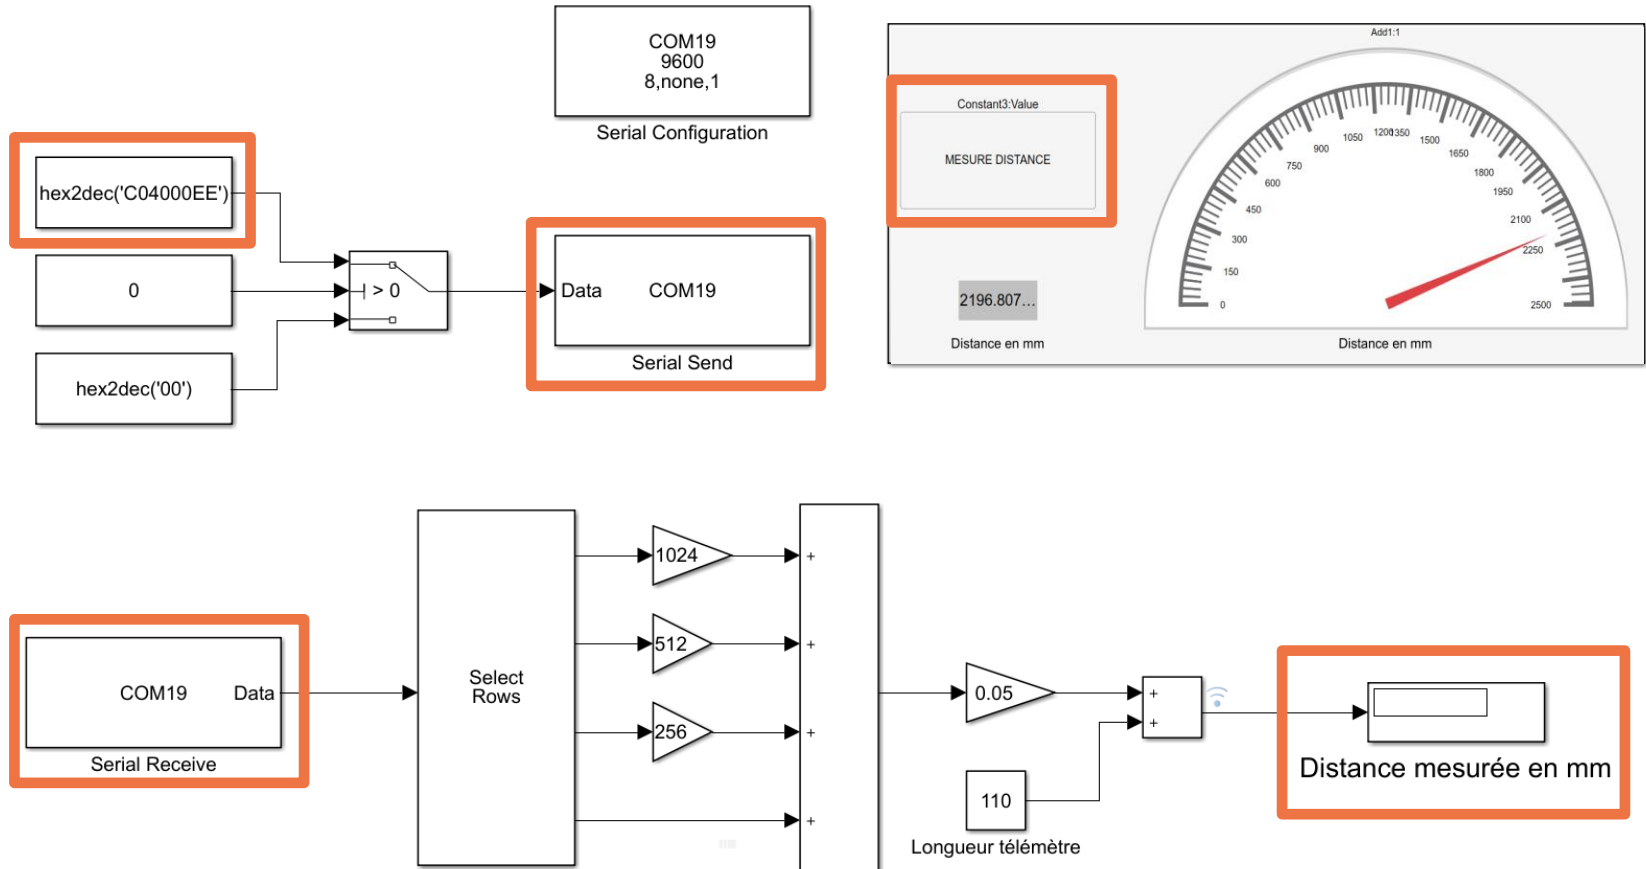 COM19
9600
8,none,1
Serial Configuration
hex2dec('C04000EE')
0
hex2dec('00')
> 0
Data COM19
Serial Send
Add1:1
Constant3:Value
MESURE DISTANCE
2196.807...
Distance en mm
0
150
300
450
600
750
900
1050
1200
1350
1500
1650
1800
1950
2100
2250
2500
Distance en mm
COM19 Data
Serial Receive
Select
Rows
1024
512
256
+
+
+
+
0.05
110
Longueur télémètre
+
+
Distance mesurée en mm